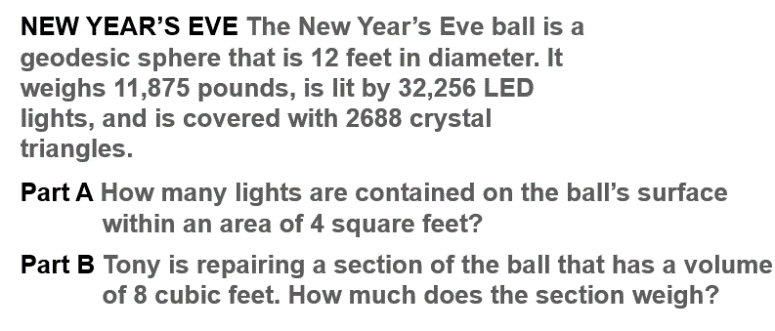 NEW YEAR’S EVE The New Year’s Eve ball is a
geodesic sphere that is 12 feet in diameter. It
weighs 11,875 pounds, is lit by 32,256 LED
lights, and is covered with 2688 crystal
triangles.
Part A How many lights are contained on the ball’s surface
within an area of 4 square feet?
Part B Tony is repairing a section of the ball that has a volume
of 8 cubic feet. How much does the section weigh?